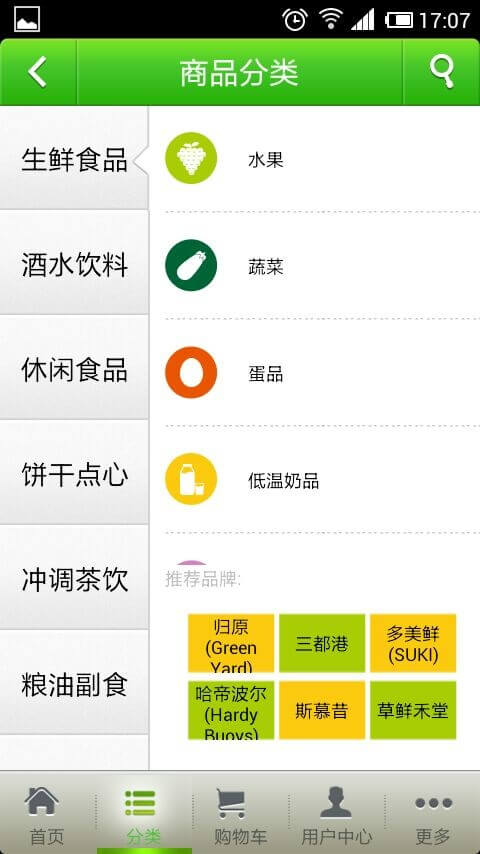 17:07
商品分类
生鲜食品
酒水饮料
休闲食品
饼干点心
冲调茶饮
粮油副食
水果
蔬菜
蛋品
低温奶品
推荐品牌:
归原
(Green
Yard)
三都港
多美鲜
(SUKI)
哈帝波尔
(Hardy
Buoys)
斯慕昔
草鲜禾堂
首页
分类
购物车
用户中心
更多